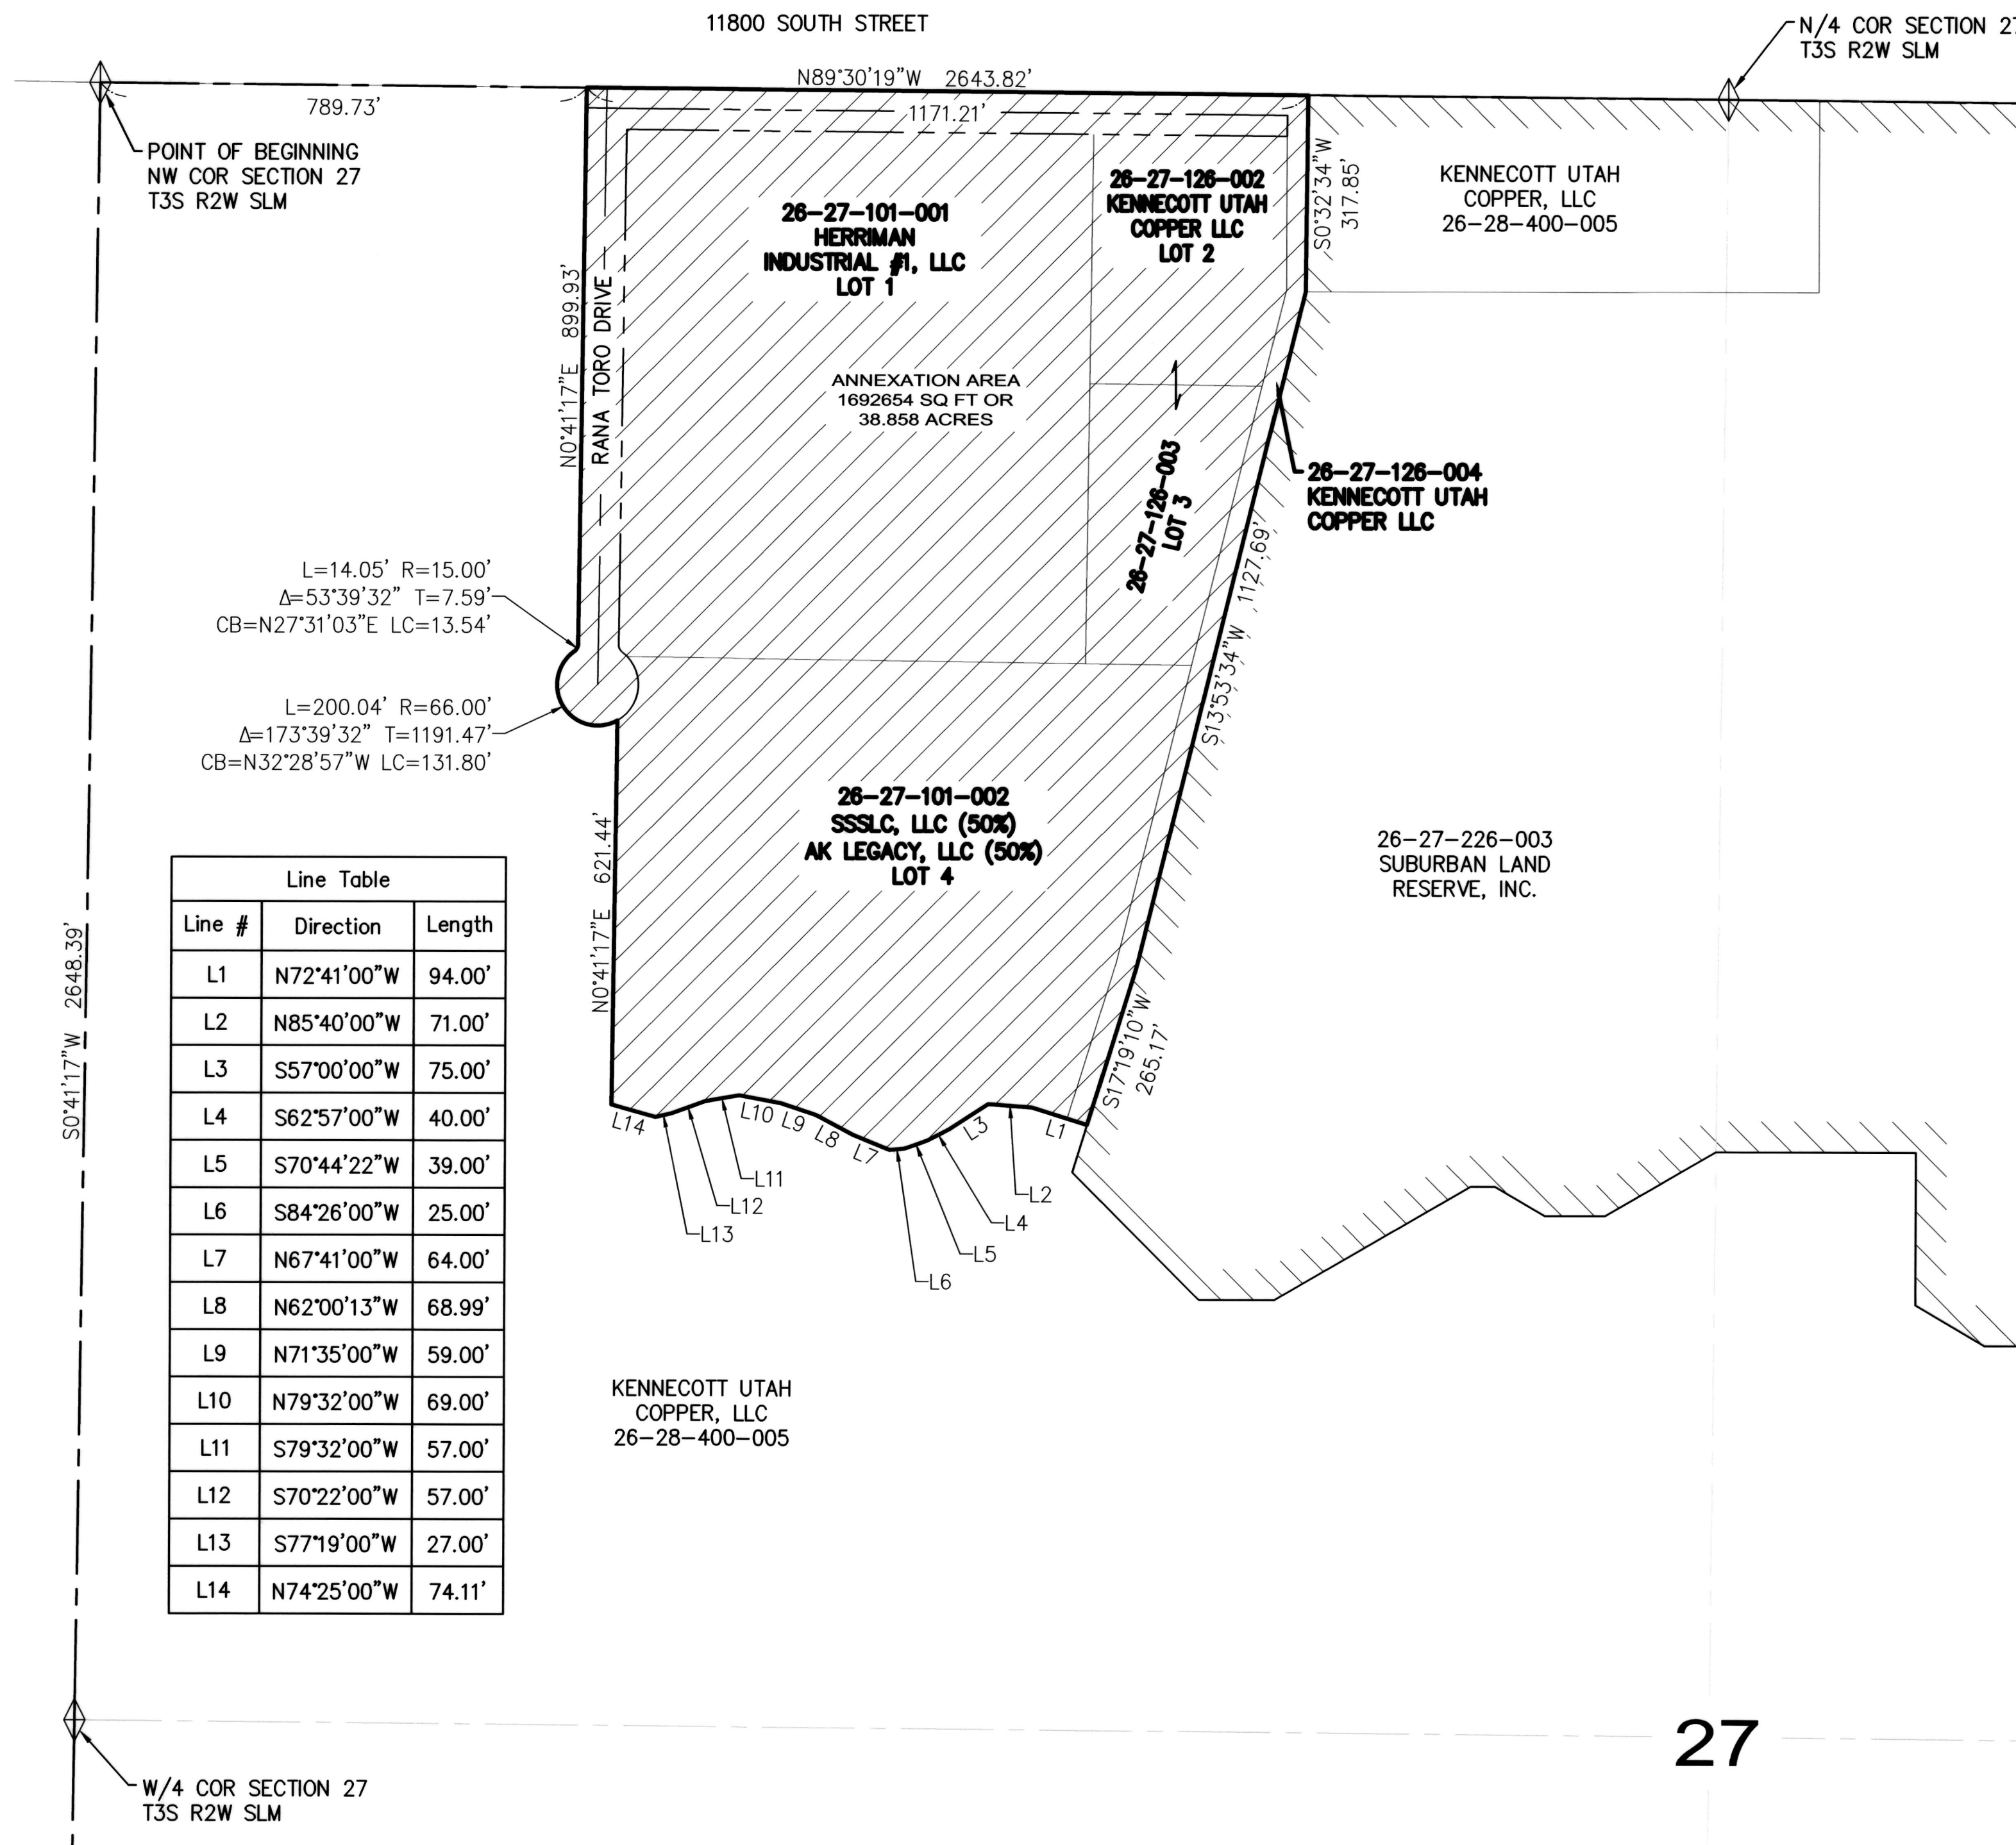 11800 SOUTH STREET
N/4 COR SECTION 27
T3S R2W SLM
N89°30'19"W 2643.82'
789.73'
1171.21'
POINT OF BEGINNING
NW COR SECTION 27
T3S R2W SLM
26-27-101-001
HERRIMAN
INDUSTRIAL #1, LLC
LOT 1
26-27-126-002
KENNECOTT UTAH
COPPER LLC
LOT 2
S0°32'34"W
317.85'
KENNECOTT UTAH
COPPER, LLC
26-28-400-005
N0°41'17"E 899.93'
RANA TORO DRIVE
ANNEXATION AREA
1692654 SQ FT OR
38.858 ACRES
26-27-126-003
LOT 3
26-27-126-004
KENNECOTT UTAH
COPPER LLC
S13°53'34"W 1127.69'
L=14.05' R=15.00'
Δ=53°39'32" T=7.59'
CB=N27°31'03"E LC=13.54'
L=200.04' R=66.00'
Δ=173°39'32" T=1191.47'
CB=N32°28'57"W LC=131.80'
26-27-101-002
SSSLC, LLC (50%)
AK LEGACY, LLC (50%)
LOT 4
26-27-226-003
SUBURBAN LAND
RESERVE, INC.
N0°41'17"E 621.44'
S0°41'17"W 2648.39'
S17°19'10"W
265.17'
Line Table
Line # Direction Length
L1 N72°41'00"W 94.00'
L2 N85°40'00"W 71.00'
L3 S57°00'00"W 75.00'
L4 S62°57'00"W 40.00'
L5 S70°44'22"W 39.00'
L6 S84°26'00"W 25.00'
L7 N67°41'00"W 64.00'
L8 N62°00'13"W 68.99'
L9 N71°35'00"W 59.00'
L10 N79°32'00"W 69.00'
L11 S79°32'00"W 57.00'
L12 S70°22'00"W 57.00'
L13 S77°19'00"W 27.00'
L14 N74°25'00"W 74.11'
L14
L10
L9
L8
L7
L3
L1
L11
L12
L13
L2
L4
L5
L6
KENNECOTT UTAH
COPPER, LLC
26-28-400-005
27
W/4 COR SECTION 27
T3S R2W SLM